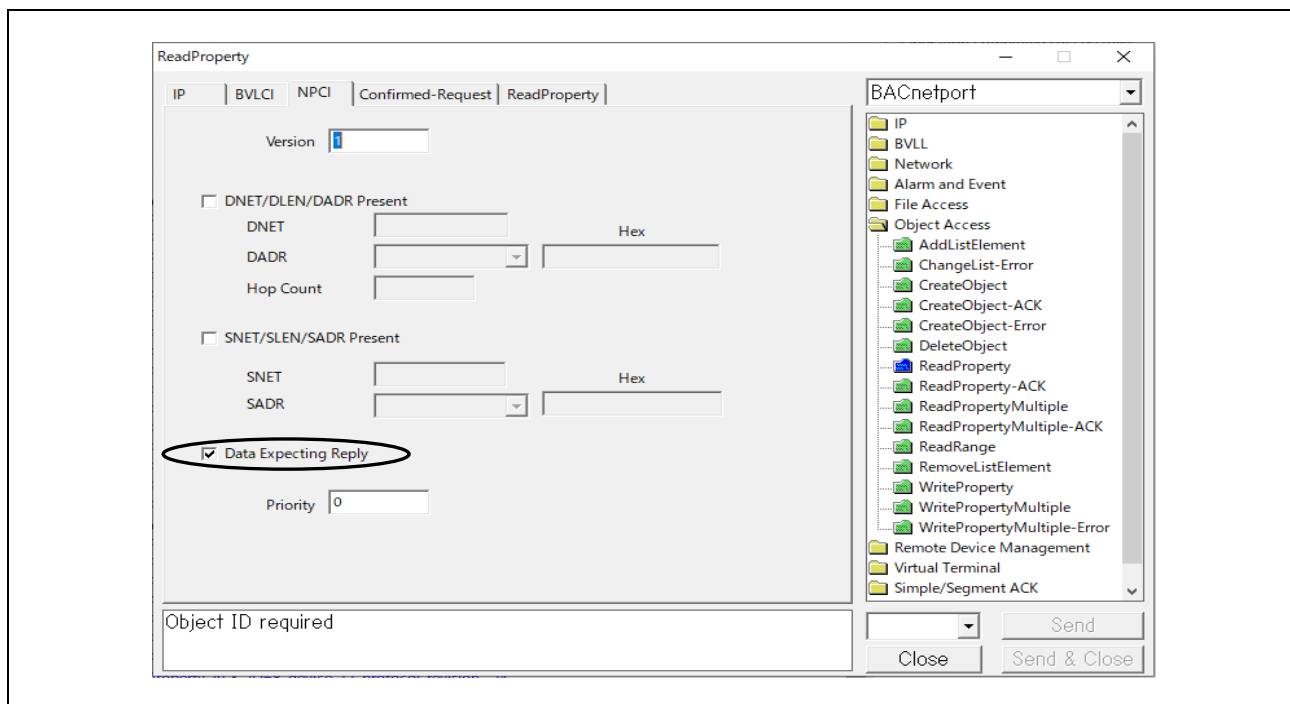 ReadProperty
IP BVLCI NPCI Confirmed-Request ReadProperty
Version 1
DNET/DLEN/DADR Present
DNET
Hex
DADR
Hop Count
SNET/SLEN/SADR Present
SNET
Hex
SADR
Data Expecting Reply
Priority 0
Object ID required
BACnetport
IP
BVLL
Network
Alarm and Event
File Access
Object Access
AddListElement
ChangeList-Error
CreateObject
CreateObject-ACK
CreateObject-Error
DeleteObject
ReadProperty
ReadProperty-ACK
ReadPropertyMultiple
ReadPropertyMultiple-ACK
ReadRange
RemoveListElement
WriteProperty
WritePropertyMultiple
WritePropertyMultiple-Error
Remote Device Management
Virtual Terminal
Simple/Segment ACK
Send
Close Send & Close